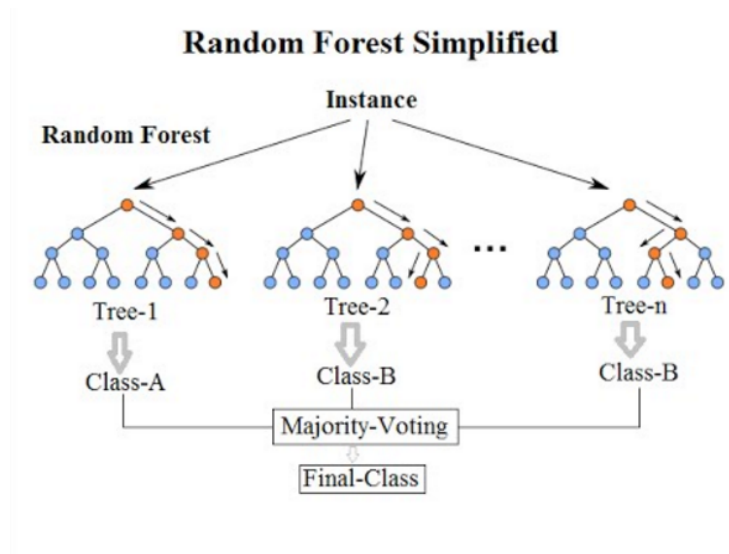 Random Forest Simplified
Instance
Random Forest
...
Tree-1
Tree-2
Tree-n
Class-A
Class-B
Class-B
Majority-Voting
Final-Class